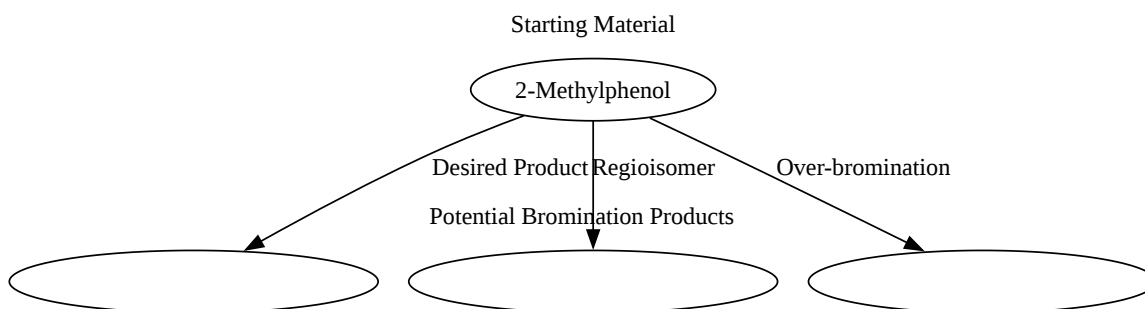 Starting Material
2-Methylphenol
Desired Product
Regioisomer
Over-bromination
Potential Bromination Products